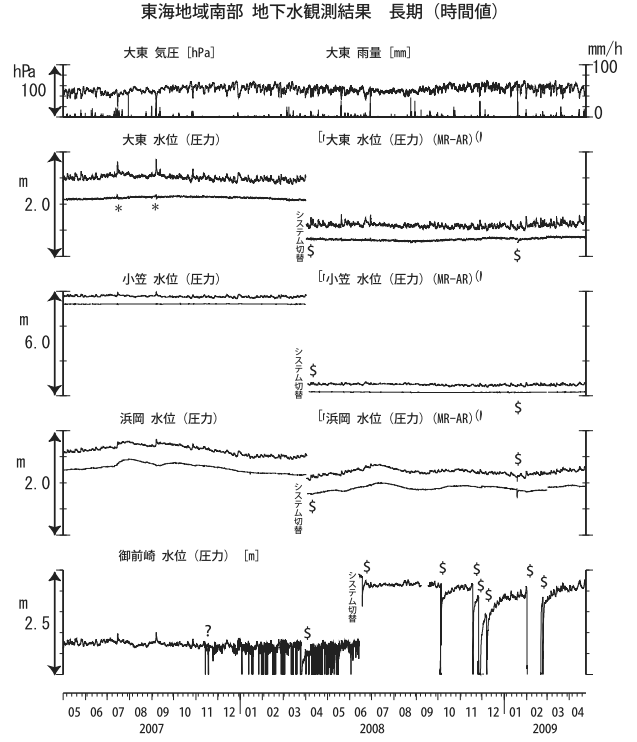 東海地域南部 地下水観測結果　長期（時間値）
大東 気圧［hPa］
大東 雨量［mm］
mm/h
hPa
100
100
0
大東 水位（圧力）
大東 水位（圧力）(MR-AR)
m
2.0
* *
システム切替
$ $
小笠 水位（圧力）
小笠 水位（圧力）(MR-AR)
m
6.0
システム切替
$
$
浜岡 水位（圧力）
浜岡 水位（圧力）(MR-AR)
m
2.0
$
システム切替
$
御前崎 水位（圧力）［m］
m
2.5
システム切替
$ $ $ $ $ $ $
? $
05 06 07 08 09 10 11 12 01 02 03 04 05 06 07 08 09 10 11 12 01 02 03 04
2007 2008 2009